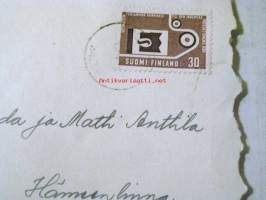 SUOMI FINLAND 30
Antikvariaatti.net
da ja Matti Anttila
Hämeenlinna